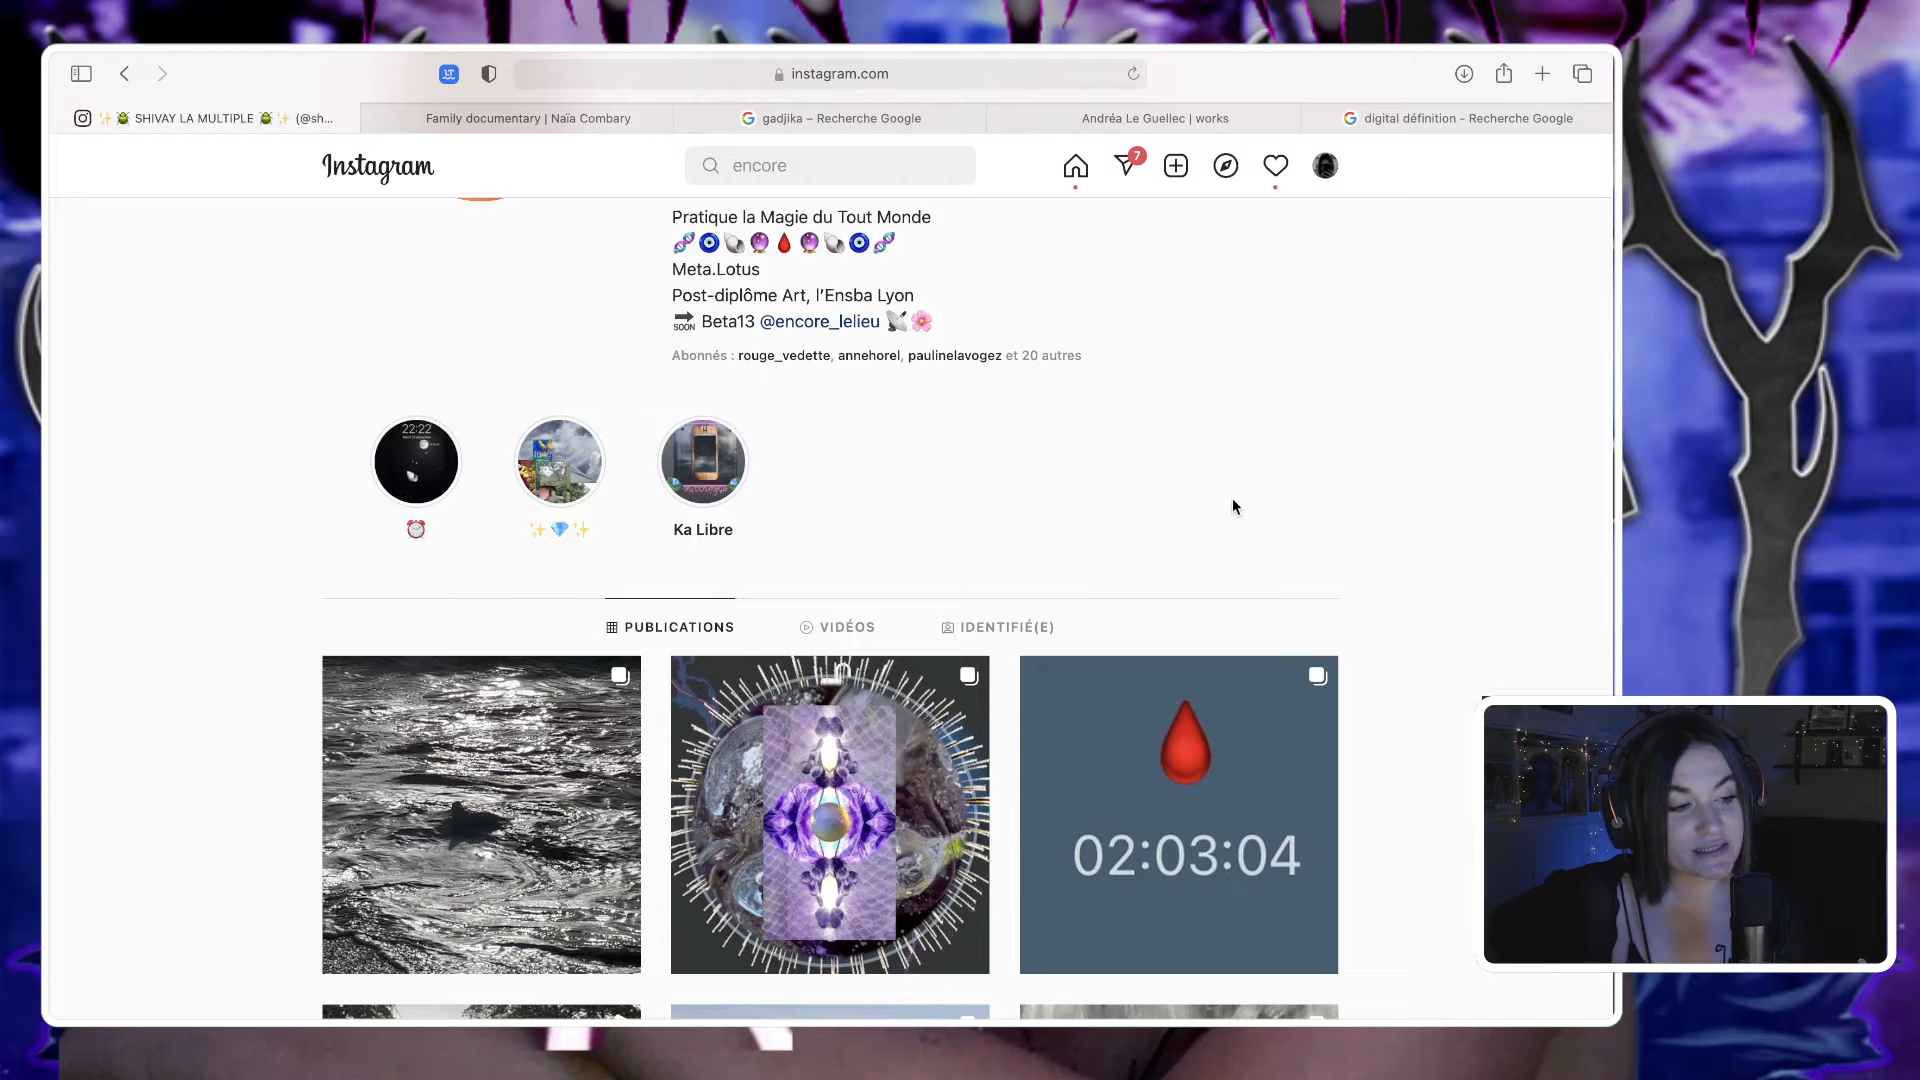 instagram.com
SHIVAY LA MULTIPLE (@sh...
Family documentary | Naïa Combary
gadjika – Recherche Google
Andréa Le Guellec | works
digital définition - Recherche Google
Instagram
encore
7
Pratique la Magie du Tout Monde
Meta.Lotus
Post-diplôme Art, l’Ensba Lyon
SOON Beta13 @encore_lelieu
Abonnés : rouge_vedette, annehorel, paulinelavogez et 20 autres
22:22
Ka Libre
PUBLICATIONS
VIDÉOS
IDENTIFIÉ(E)
02:03:04